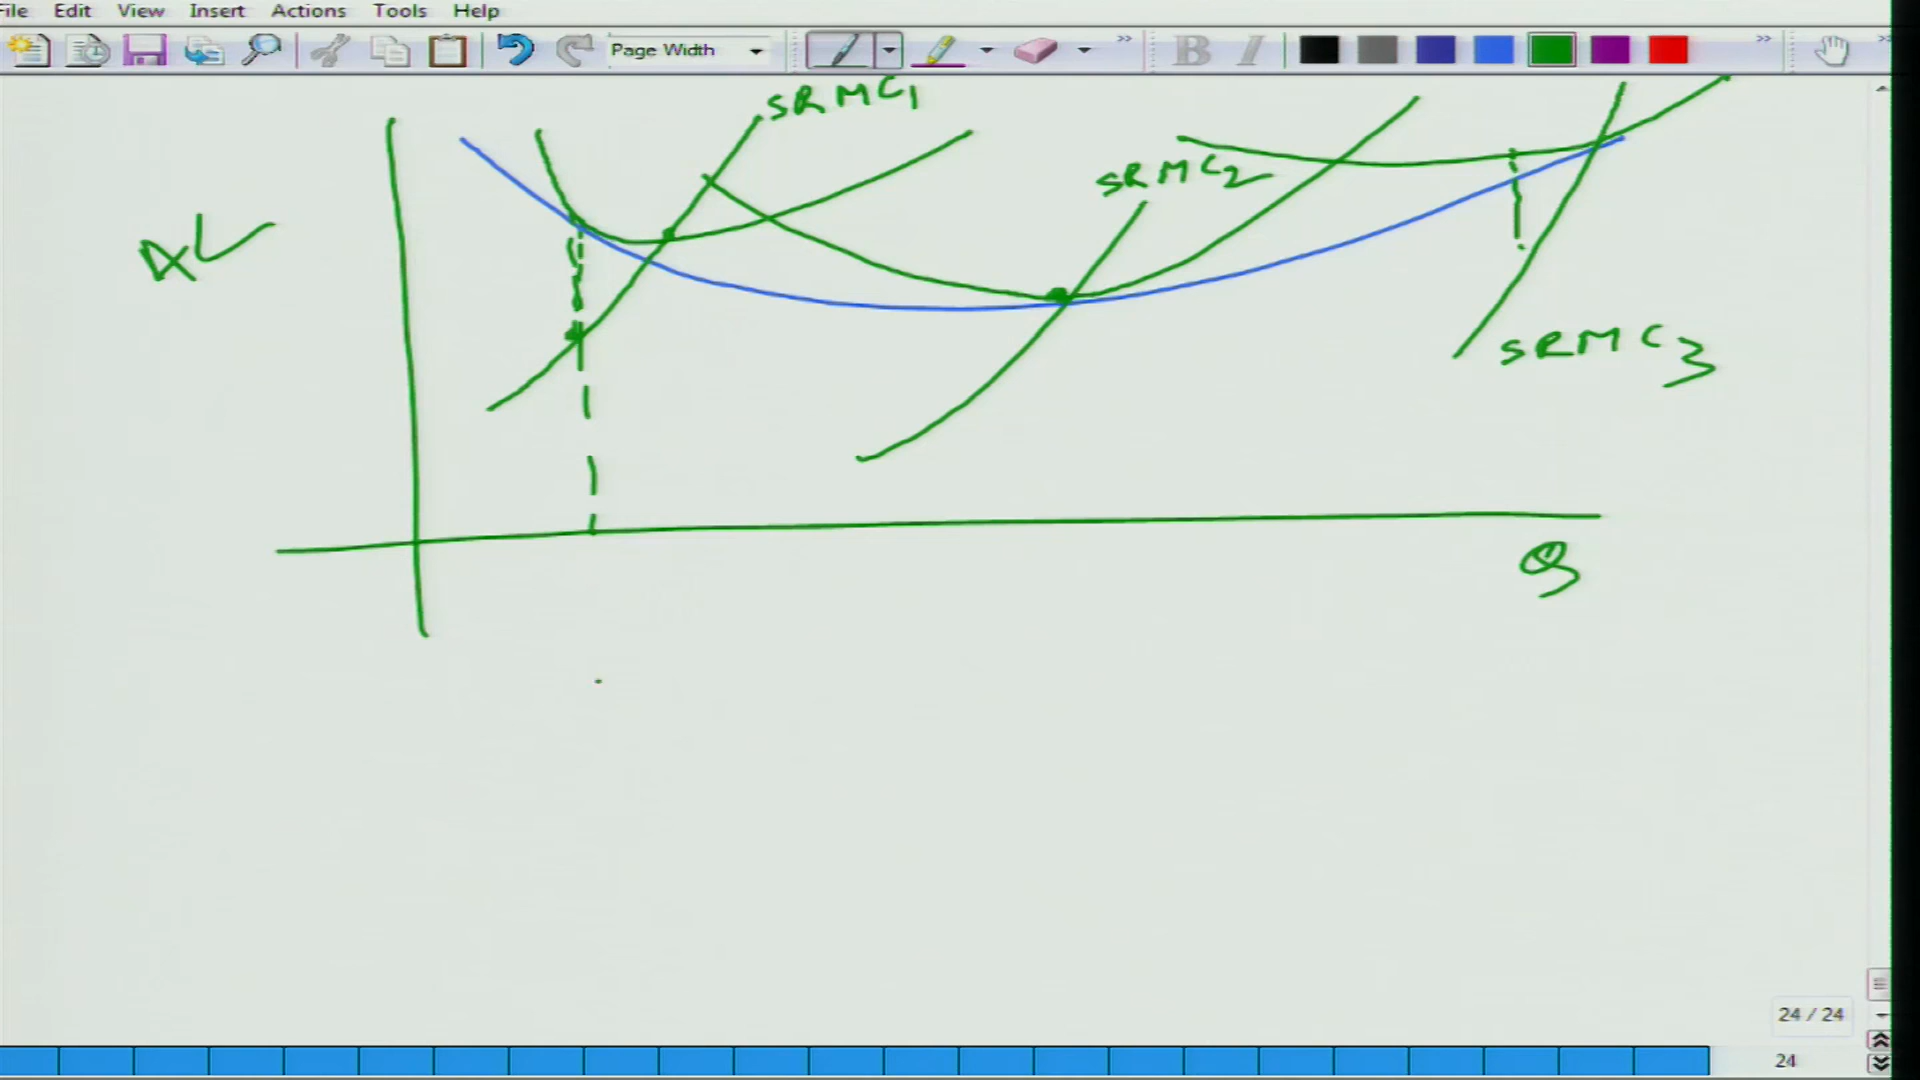 File Edit View Insert Actions Tools Help
Page Width
B I
SRMC1
SRMC2
AC
SRMC3
Q
24 / 24
24